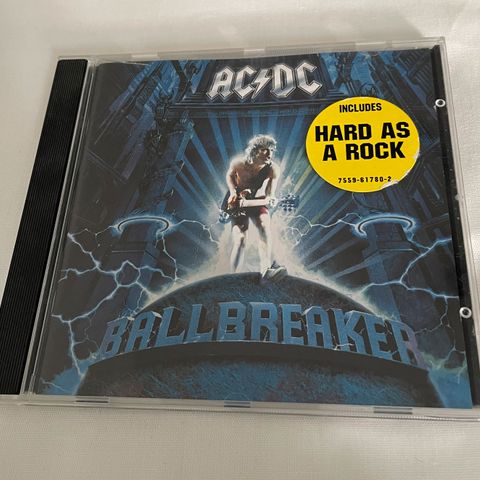 AC⚡DC
INCLUDES
HARD AS
A ROCK
7559-61780-2
BALLBREAKER